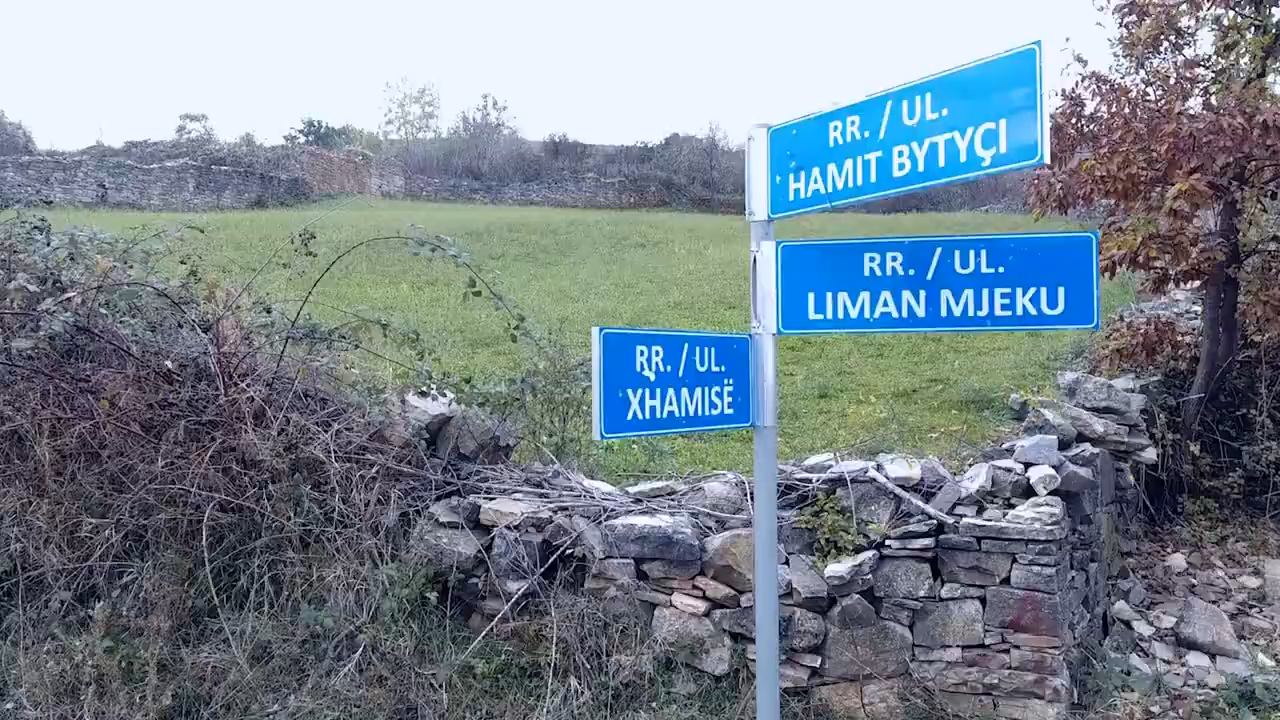 RR. / UL.
HAMIT BYTYÇI
RR. / UL.
LIMAN MJEKU
RR. / UL.
XHAMISË